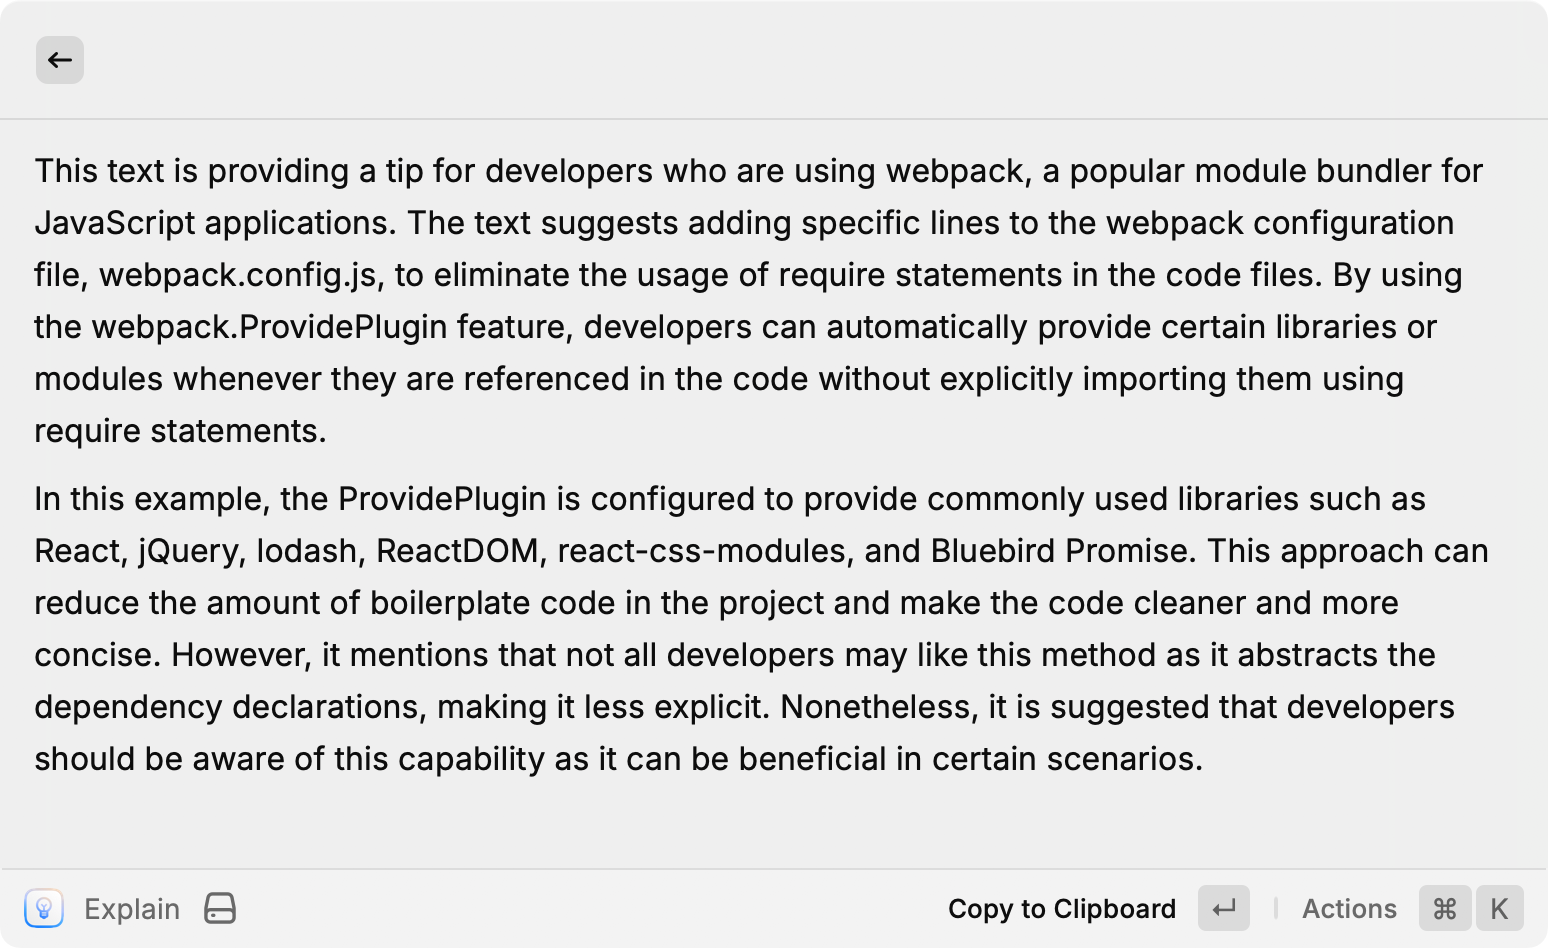 This text is providing a tip for developers who are using webpack, a popular module bundler for
JavaScript applications. The text suggests adding specific lines to the webpack configuration
file, webpack.config.js, to eliminate the usage of require statements in the code files. By using
the webpack.ProvidePlugin feature, developers can automatically provide certain libraries or
modules whenever they are referenced in the code without explicitly importing them using
require statements.
In this example, the ProvidePlugin is configured to provide commonly used libraries such as
React, jQuery, lodash, ReactDOM, react-css-modules, and Bluebird Promise. This approach can
reduce the amount of boilerplate code in the project and make the code cleaner and more
concise. However, it mentions that not all developers may like this method as it abstracts the
dependency declarations, making it less explicit. Nonetheless, it is suggested that developers
should be aware of this capability as it can be beneficial in certain scenarios.
Explain Copy to Clipboard Actions ⌘ K